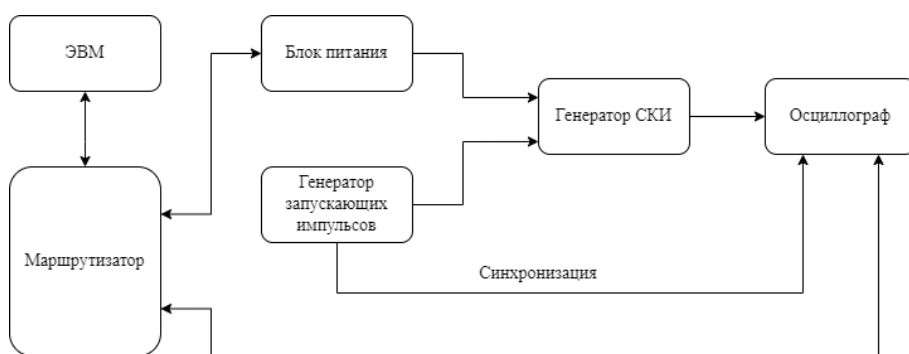 ЭВМ
Блок питания
Генератор СКИ
Осциллограф
Генератор
запускающих
импульсов
Маршрутизатор
Синхронизация